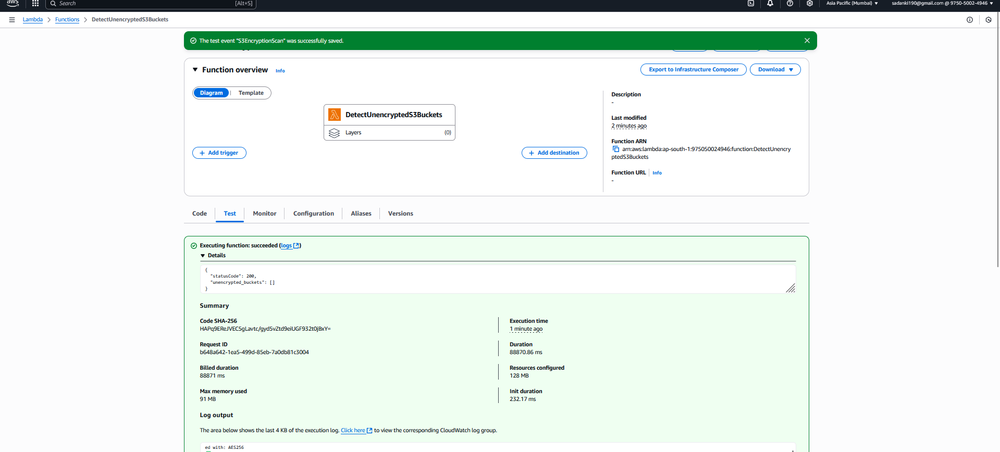 aws
Search
[Alt+S]
Asia Pacific (Mumbai)
sadanki190@gmail.com @ 9750-5002-4946
Lambda
Functions
DetectUnencryptedS3Buckets
The test event "S3EncryptionScan" was successfully saved.
Function overview
Info
Export to Infrastructure Composer
Download
Diagram
Template
DetectUnencryptedS3Buckets
Layers
(0)
Add trigger
Add destination
Description
-
Last modified
2 minutes ago
Function ARN
arn:aws:lambda:ap-south-1:975050024946:function:DetectUnencry
ptedS3Buckets
Function URL
Info
-
Code
Test
Monitor
Configuration
Aliases
Versions
Executing function: succeeded (logs)
Details
{
"statusCode": 200,
"unencrypted_buckets": []
}
Summary
Code SHA-256
HAPq9EReJVEC5gLavtc/gyd5vZtd9eiUGF932t0jBxY=
Execution time
1 minute ago
Request ID
b648a642-1ea5-499d-85eb-7a0db81c3004
Duration
88870.86 ms
Billed duration
88871 ms
Resources configured
128 MB
Max memory used
91 MB
Init duration
232.17 ms
Log output
The area below shows the last 4 KB of the execution log. Click here to view the corresponding CloudWatch log group.
ed with: AES256